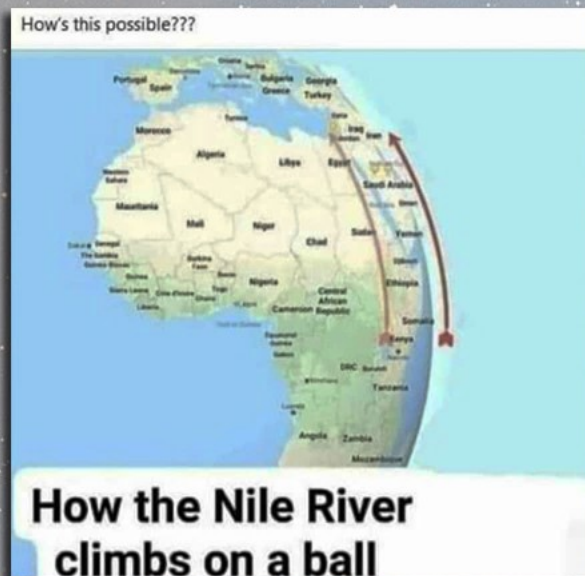 How's this possible???
Portugal
Spain
Bulgaria
Georgia
Greece
Turkey
Morocco
Iraq
Iran
Algeria
Libya
Egypt
Saudi Arabia
Mauritania
Mali
Niger
Chad
Sudan
Yemen
Nigeria
Ethiopia
Central
African
Republic
Cameroon
Somalia
Kenya
DRC
Tanzania
Angola
Zambia
Mozambique
How the Nile River
climbs on a ball